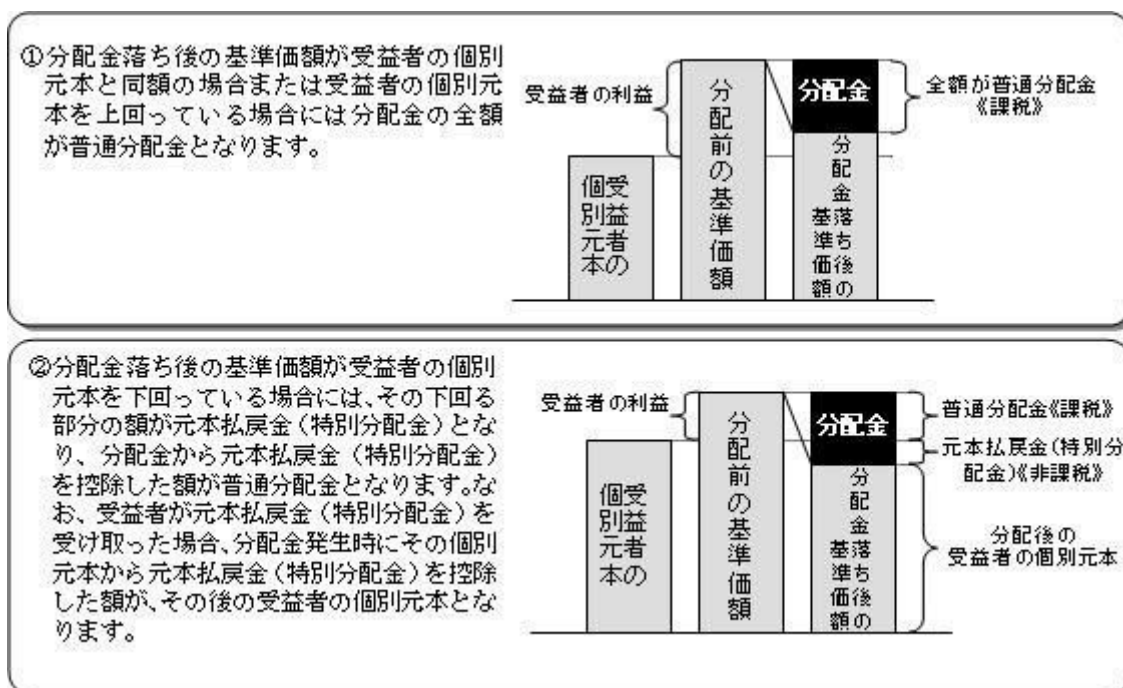 ①分配金落ち後の基準価額が受益者の個別
元本と同額の場合または受益者の個別元
本を上回っている場合には分配金の全額
が普通分配金となります。
受益者の利益
個別元本
受益者の
分配前の基準価額
分配金
分配金落ち後の
基準価額
全額が普通分配金
《課税》
②分配金落ち後の基準価額が受益者の個別
元本を下回っている場合には、その下回る
部分の額が元本払戻金（特別分配金）とな
り、分配金から元本払戻金（特別分配金）
を控除した額が普通分配金となります。な
お、受益者が元本払戻金（特別分配金）を
受け取った場合、分配金発生時にその個別
元本から元本払戻金（特別分配金）を控除
した額が、その後の受益者の個別元本とな
ります。
受益者の利益
受益者の
個別元本
分配前の基準価額
分配金
分配金落ち後の
基準価額
普通分配金《課税》
元本払戻金（特別分
配金）《非課税》
分配後の
受益者の個別元本